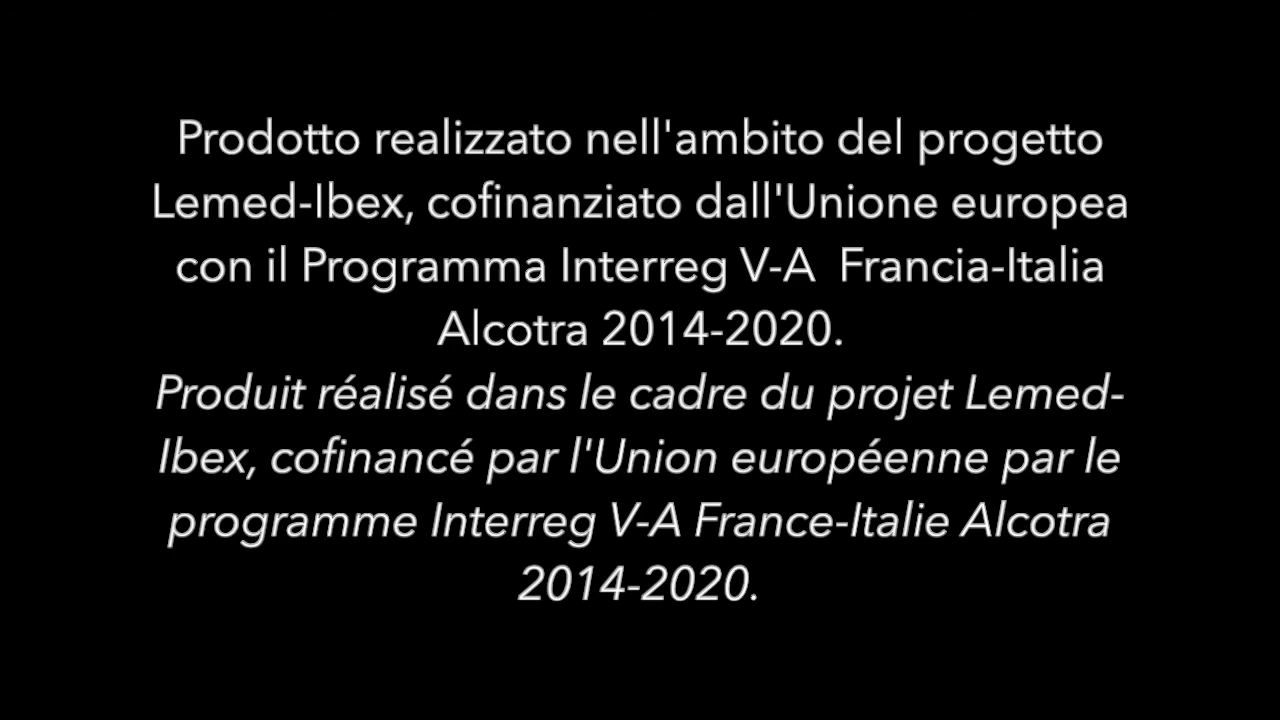 Prodotto realizzato nell'ambito del progetto
Lemed-Ibex, cofinanziato dall'Unione europea
con il Programma Interreg V-A  Francia-Italia
Alcotra 2014-2020.
Produit réalisé dans le cadre du projet Lemed-
Ibex, cofinancé par l'Union européenne par le
programme Interreg V-A France-Italie Alcotra
2014-2020.